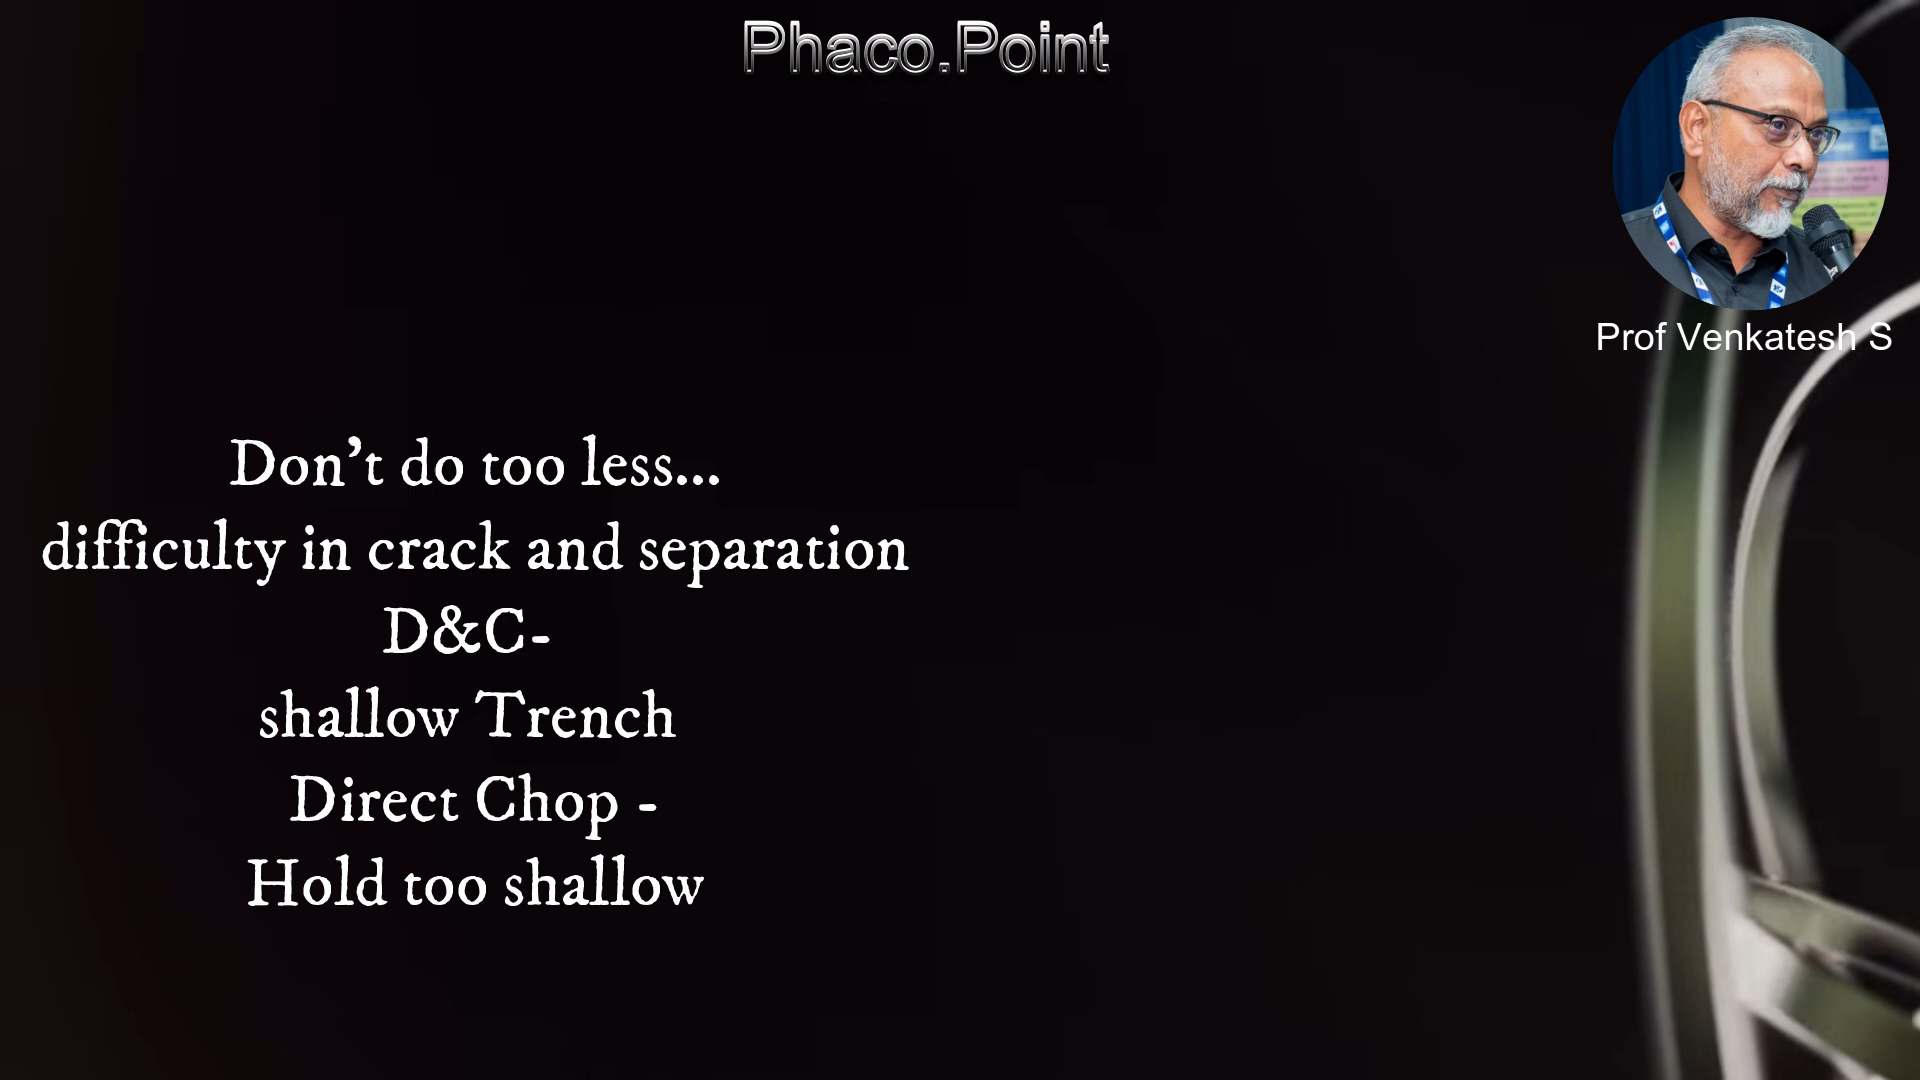 Phaco.Point
Prof Venkatesh S
Don't do too less...
difficulty in crack and separation
D&C-
shallow Trench
Direct Chop -
Hold too shallow